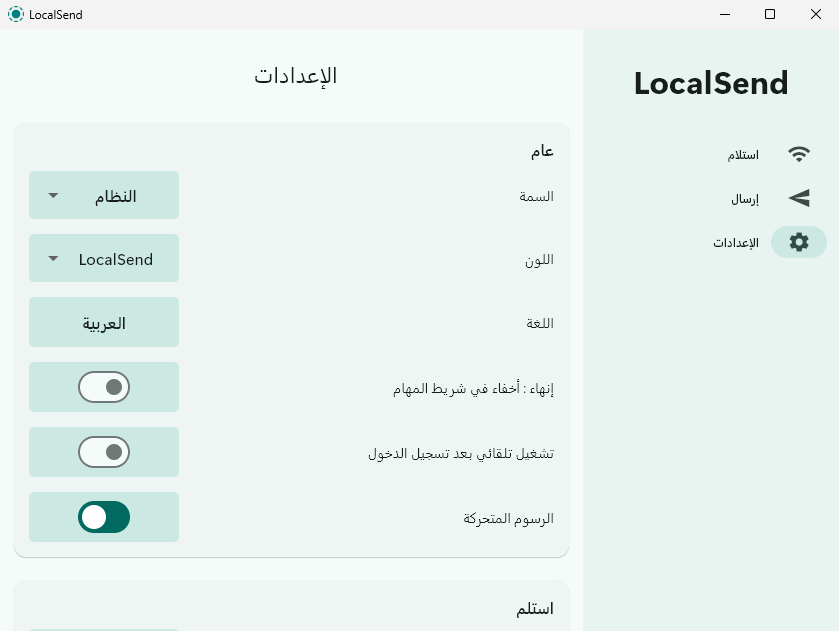 LocalSend
LocalSend
استلام
إرسال
الإعدادات
الإعدادات
عام
السمة
النظام
اللون
LocalSend
اللغة
العربية
إنهاء : أخفاء في شريط المهام
تشغيل تلقائي بعد تسجيل الدخول
الرسوم المتحركة
استلم